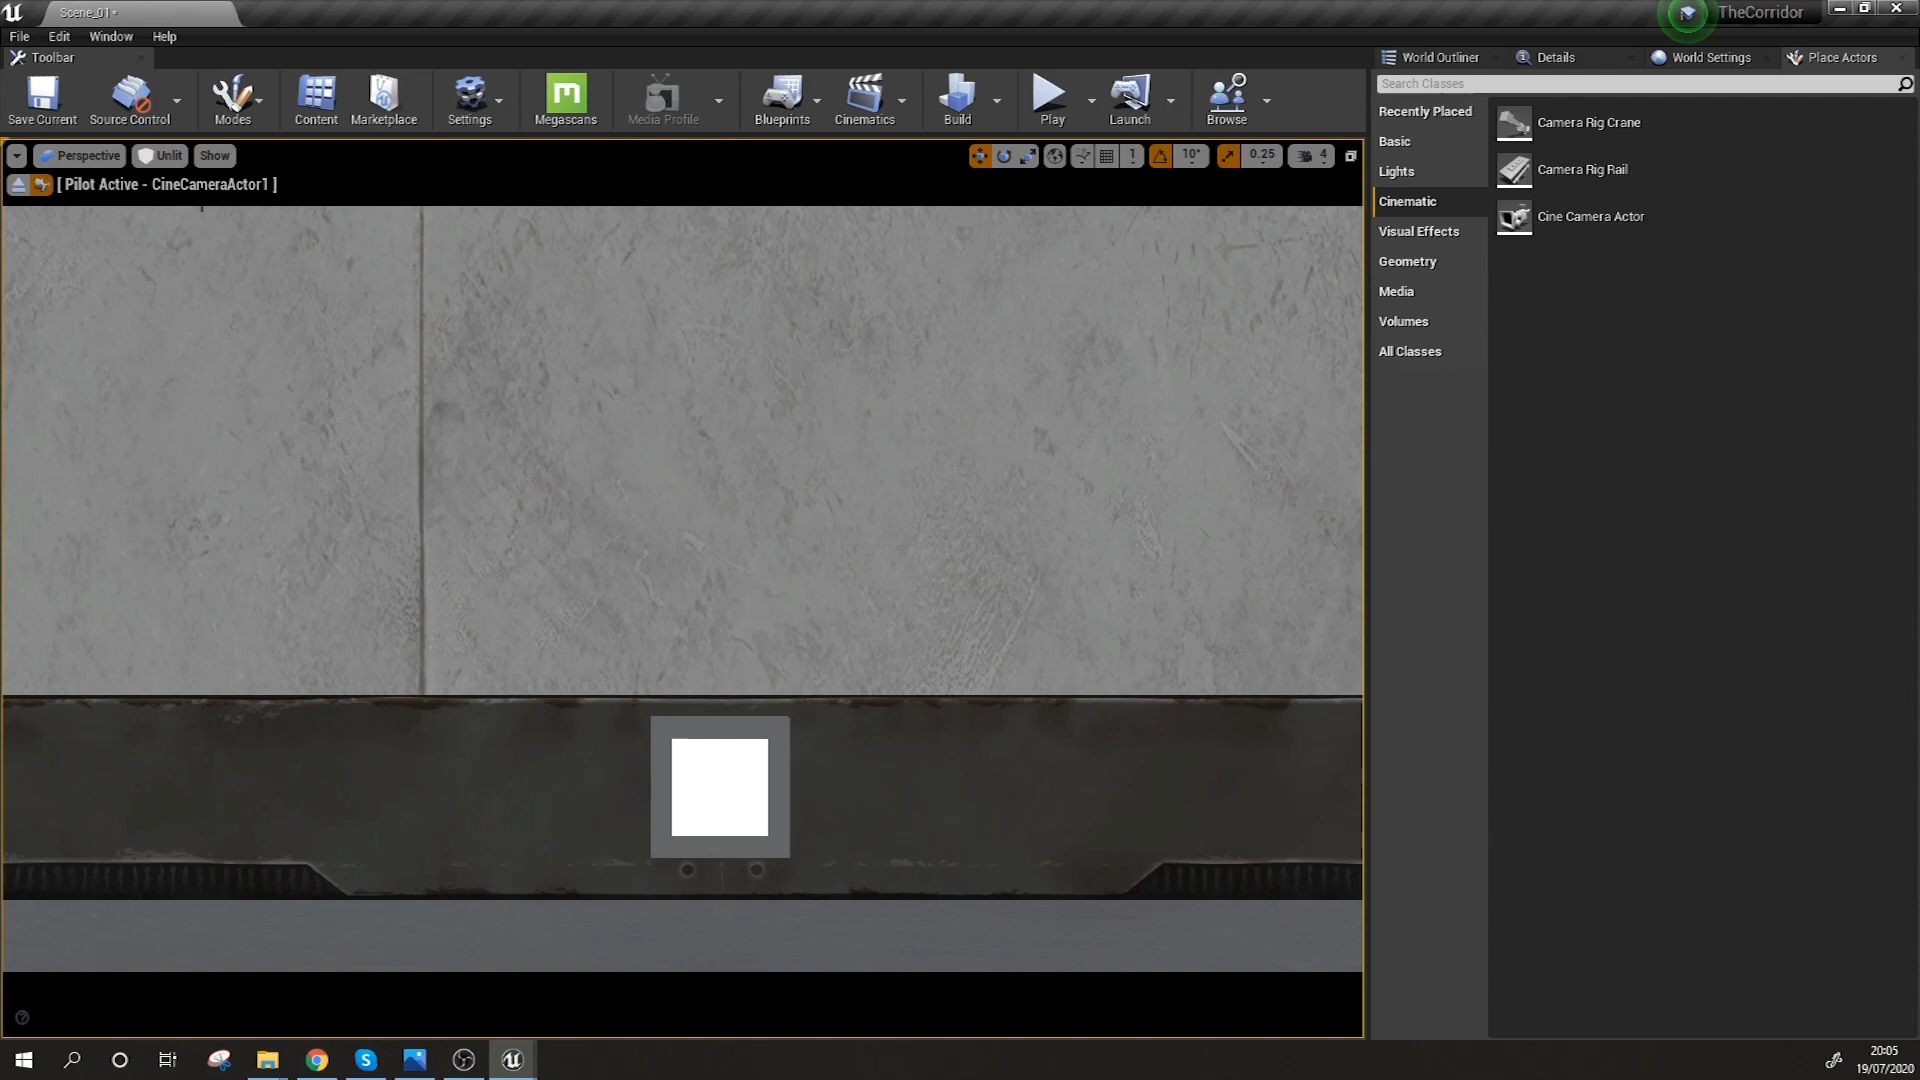 Scene_01*
TheCorridor
File Edit Window Help
Toolbar
World Outliner Details World Settings Place Actors
Save Current Source Control Modes Content Marketplace Settings Megascans Media Profile Blueprints Cinematics Build Play Launch Browse
Search Classes
Recently Placed
Basic
Lights
Cinematic
Visual Effects
Geometry
Media
Volumes
All Classes
Camera Rig Crane
Camera Rig Rail
Cine Camera Actor
Perspective Unlit Show 1 10° 0.25 4
[ Pilot Active - CineCameraActor1 ]
20:05
19/07/2020